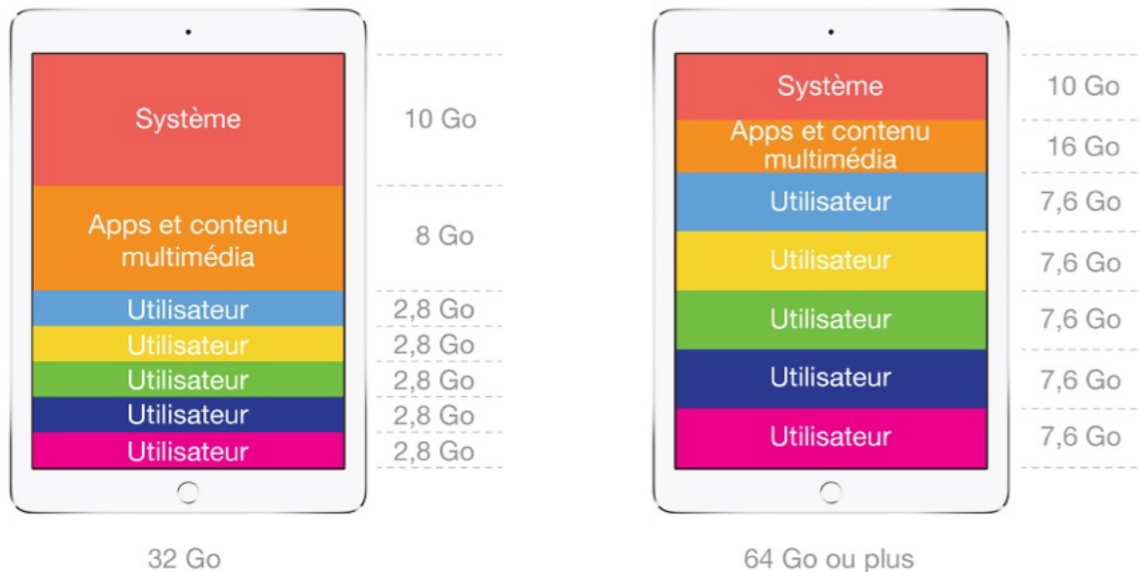 Système
10 Go
Apps et contenu
multimédia
8 Go
Utilisateur
2,8 Go
Utilisateur
2,8 Go
Utilisateur
2,8 Go
Utilisateur
2,8 Go
Utilisateur
2,8 Go
32 Go
Système
10 Go
Apps et contenu
multimédia
16 Go
Utilisateur
7,6 Go
Utilisateur
7,6 Go
Utilisateur
7,6 Go
Utilisateur
7,6 Go
Utilisateur
7,6 Go
64 Go ou plus